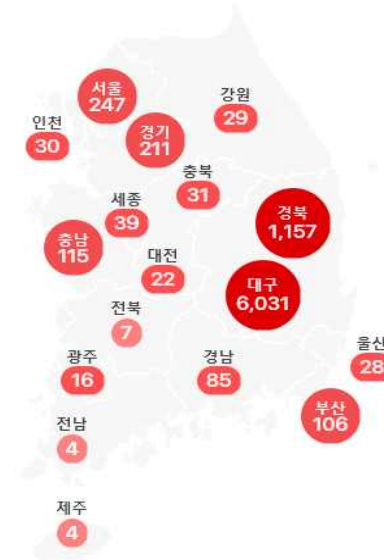 서울
247
강원
29
인천
30
경기
211
충북
31
세종
39
경북
1,157
충남
115
대전
22
대구
6,031
전북
7
울산
28
광주
16
경남
85
부산
106
전남
4
제주
4